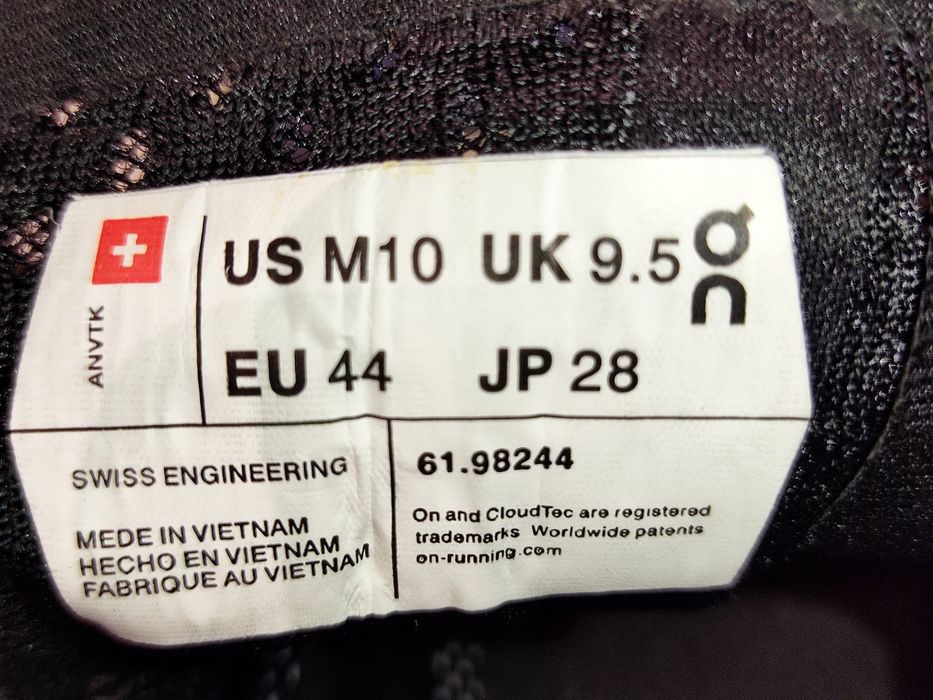 US M10 UK 9.5
EU 44 JP 28
On
ANVTK
SWISS ENGINEERING
MEDE IN VIETNAM
HECHO EN VIETNAM
FABRIQUE AU VIETNAM
61.98244
On and CloudTec are registered
trademarks Worldwide patents
on-running.com